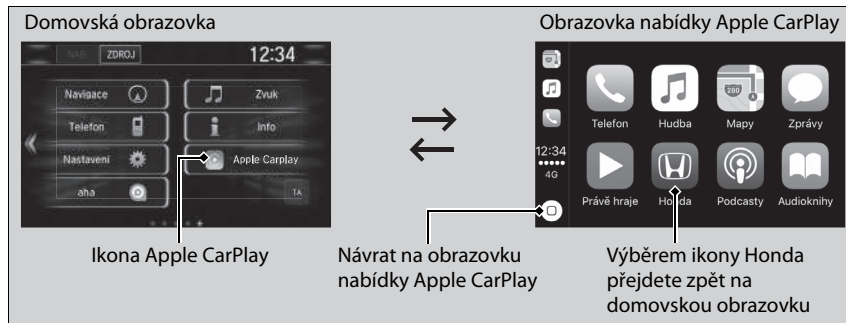 Domovská obrazovka
Obrazovka nabídky Apple CarPlay
NAB. ZDROJ 12:34
Navigace
Zvuk
Telefon
Info
Nastavení
Apple Carplay
aha
TA
12:34
4G
280
Telefon Hudba Mapy Zprávy
Právě hraje Honda Podcasty Audioknihy
Ikona Apple CarPlay
Návrat na obrazovku
nabídky Apple CarPlay
Výběrem ikony Honda
přejdete zpět na
domovskou obrazovku